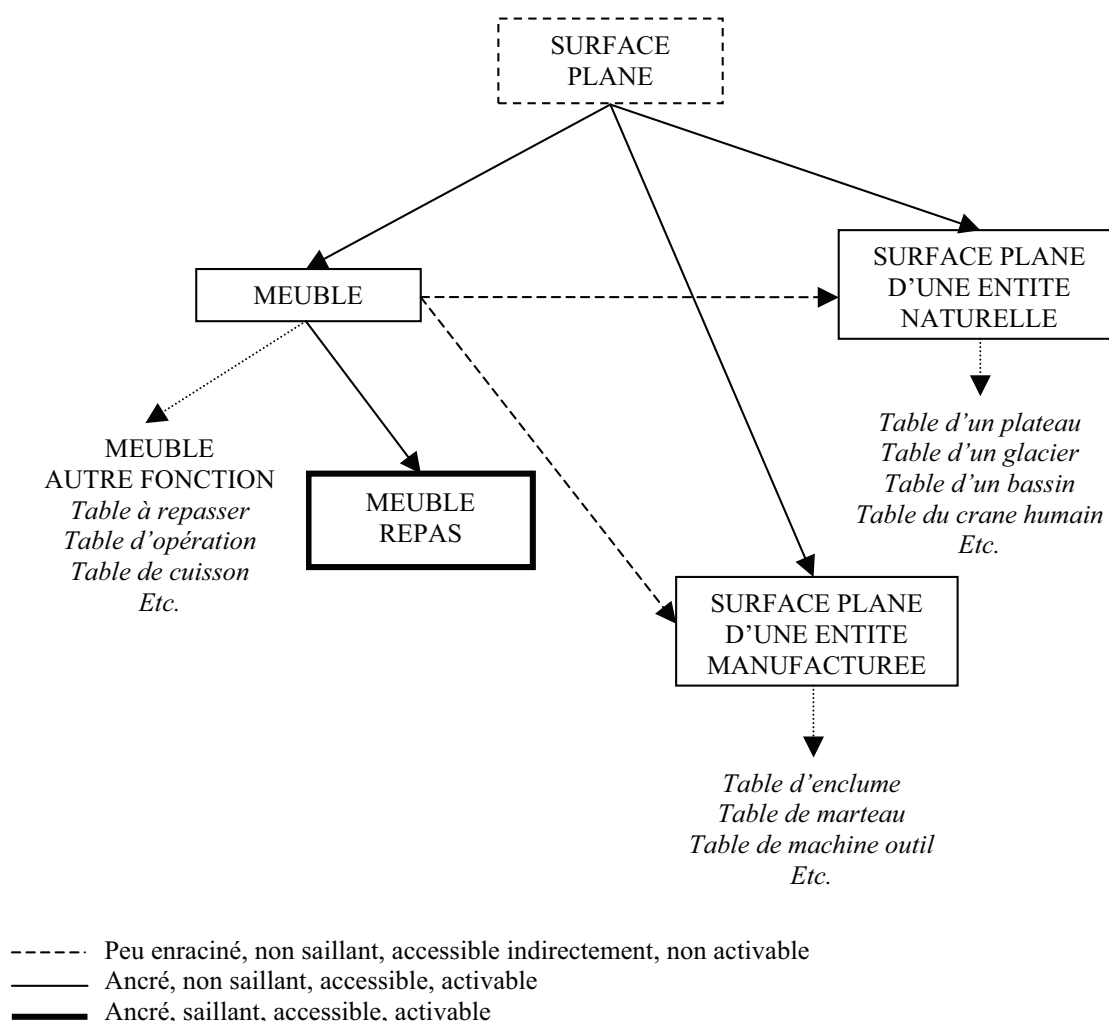 SURFACE
PLANE
MEUBLE
SURFACE PLANE
D’UNE ENTITE
NATURELLE
MEUBLE
AUTRE FONCTION
Table à repasser
Table d’opération
Table de cuisson
Etc.
MEUBLE
REPAS
Table d’un plateau
Table d’un glacier
Table d’un bassin
Table du crane humain
Etc.
SURFACE PLANE
D’UNE ENTITE
MANUFACTUREE
Table d’enclume
Table de marteau
Table de machine outil
Etc.
Peu enraciné, non saillant, accessible indirectement, non activable
Ancré, non saillant, accessible, activable
Ancré, saillant, accessible, activable